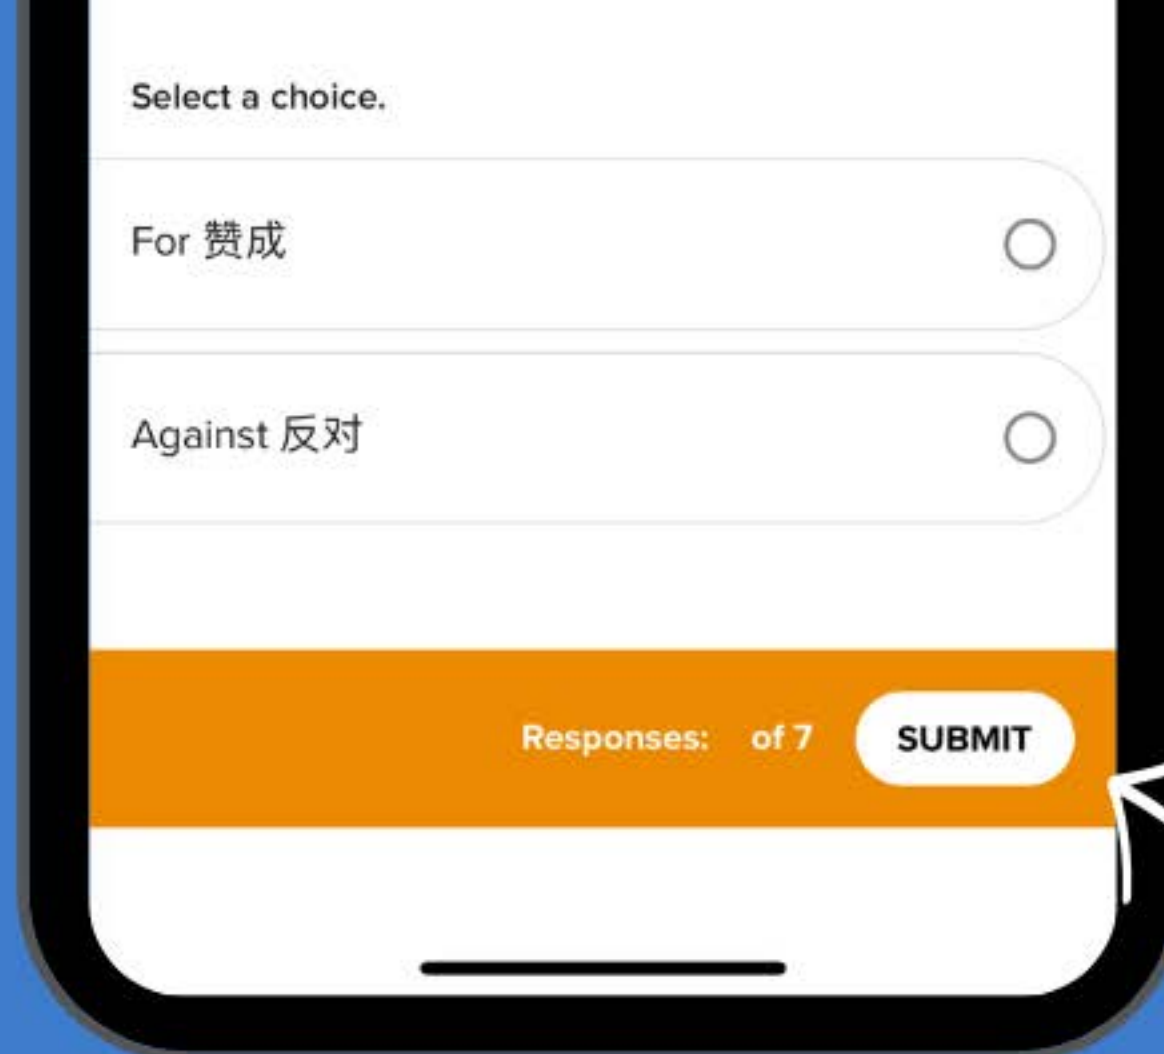 Select a choice.
For 赞成
Against 反对
Responses: of 7 SUBMIT